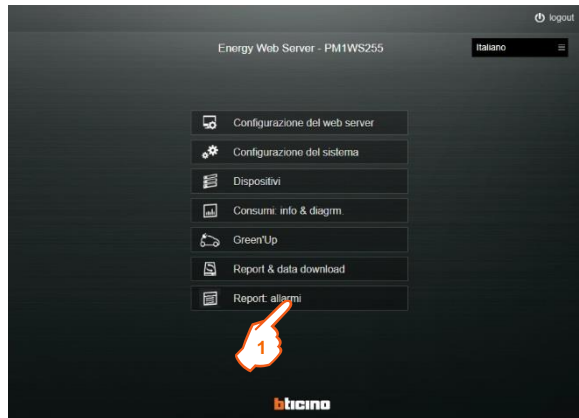 logout
Energy Web Server - PM1WS255
Italiano
Configurazione del web server
Configurazione del sistema
Dispositivi
Consumi: info & diagrm.
Green'Up
Report & data download
Report: allarmi
1
bticino